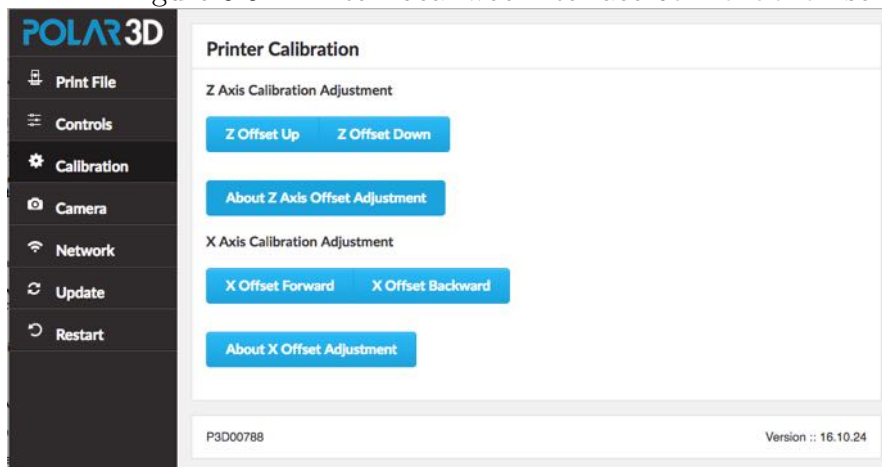 POLAR3D
Print File
Controls
Calibration
Camera
Network
Update
Restart
Printer Calibration
Z Axis Calibration Adjustment
Z Offset Up Z Offset Down
About Z Axis Offset Adjustment
X Axis Calibration Adjustment
X Offset Forward X Offset Backward
About X Offset Adjustment
P3D00788 Version :: 16.10.24